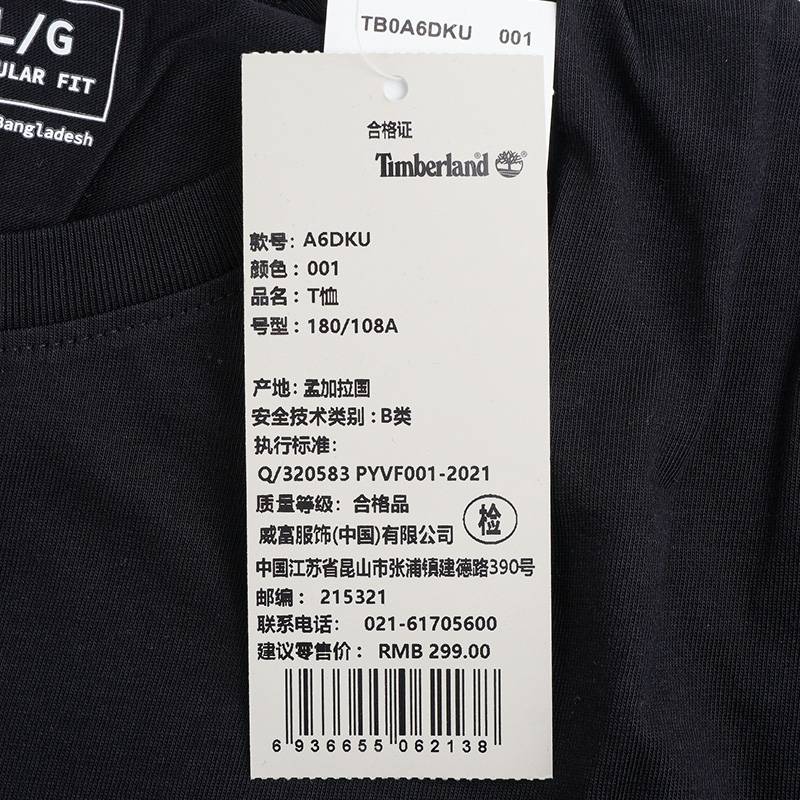 L/G
ULAR FIT
Bangladesh
TB0A6DKU 001
合格证
Timberland
款号: A6DKU
颜色: 001
品名: T恤
号型: 180/108A
产地: 孟加拉国
安全技术类别: B类
执行标准:
Q/320583 PYVF001-2021
质量等级: 合格品
检
威富服饰(中国)有限公司
中国江苏省昆山市张浦镇建德路390号
邮编: 215321
联系电话: 021-61705600
建议零售价: RMB 299.00
6 936655 062138